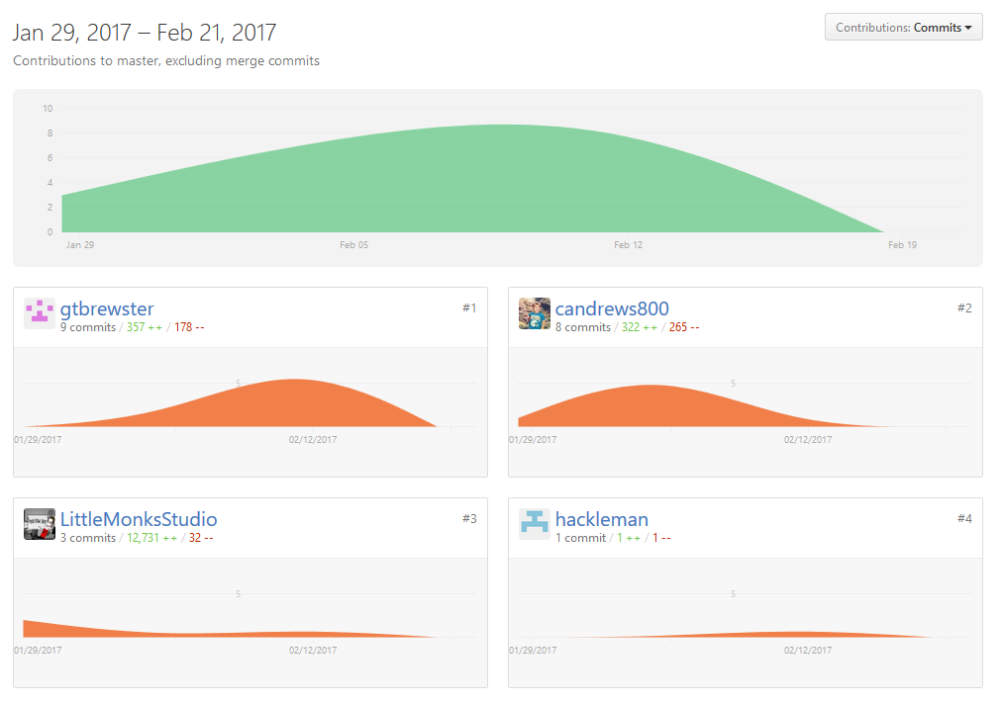 Jan 29, 2017 – Feb 21, 2017
Contributions: Commits
Contributions to master, excluding merge commits
10
8
6
4
2
0
Jan 29 Feb 05 Feb 12 Feb 19
gtbrewster #1
9 commits / 357 ++ / 178 --
5
01/29/2017 02/12/2017
candrews800 #2
8 commits / 322 ++ / 265 --
5
01/29/2017 02/12/2017
LittleMonksStudio #3
3 commits / 12,731 ++ / 32 --
5
01/29/2017 02/12/2017
hackleman #4
1 commit / 1 ++ / 1 --
5
01/29/2017 02/12/2017